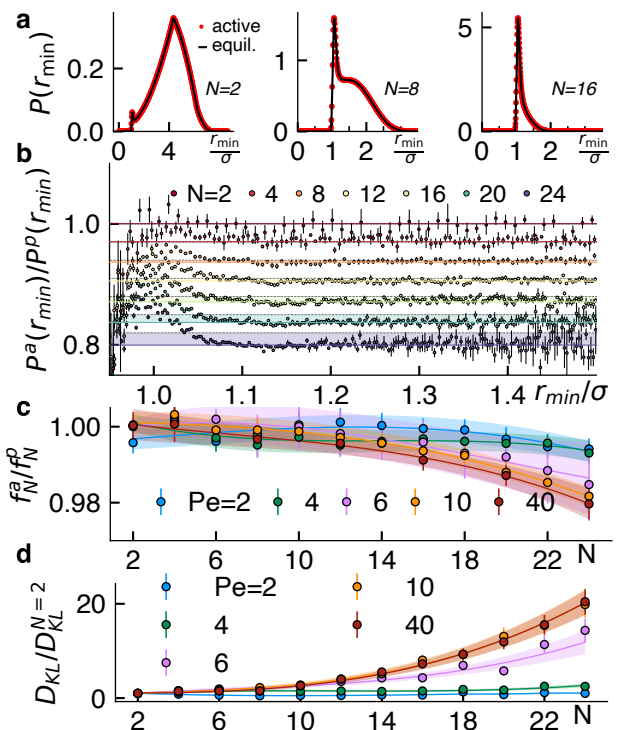 a
P(r_min)
0.2
0.0
0
4
r_min/σ
active
equil.
N=2
1
0
0
1
2
r_min/σ
N=8
5
0
0
1
2
r_min/σ
N=16
b
P^a(r_min)/P^p(r_min)
N=2 4 8 12 16 20 24
1.0
0.8
1.0 1.1 1.2 1.3 1.4 r_min/σ
c
f_N^a/f_N^p
1.00
0.98
Pe=2 4 6 10 40
2 6 10 14 18 22 N
d
D_KL/D_KL^{N=2}
Pe=2 10
4 40
6
20
0
2 6 10 14 18 22 N